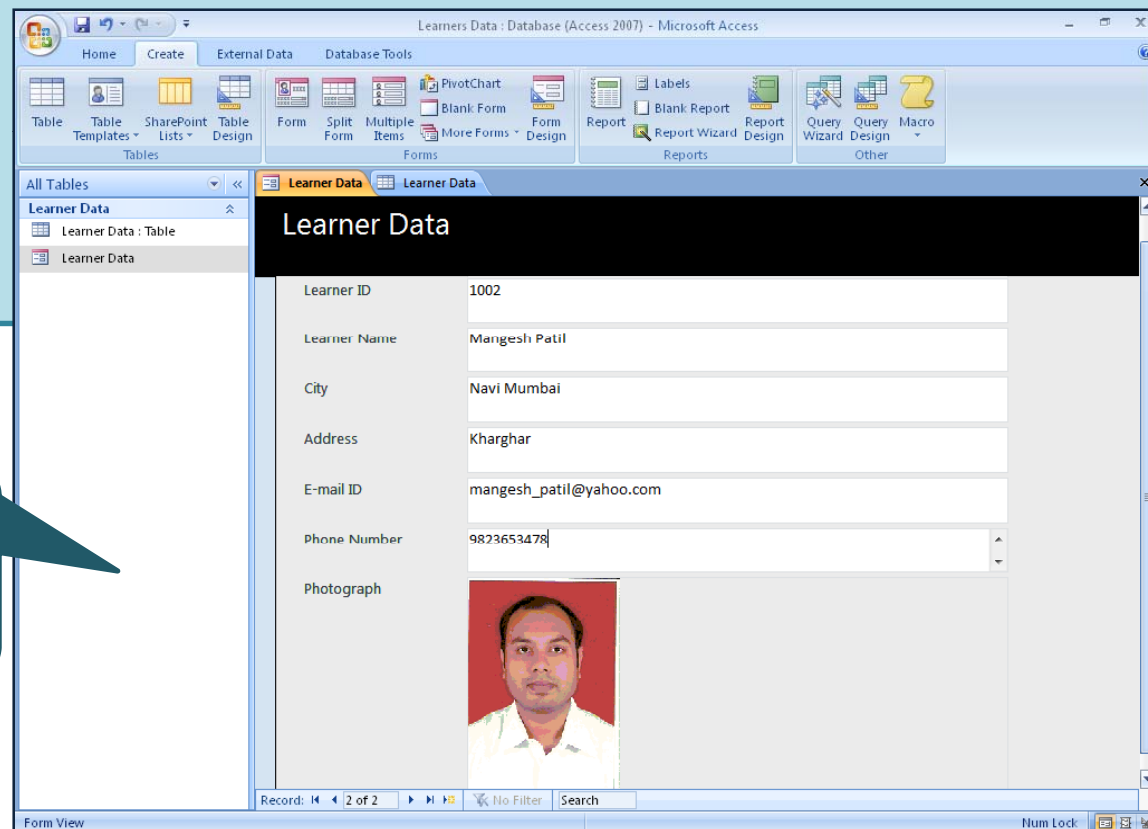 Learners Data : Database (Access 2007) - Microsoft Access
Home Create External Data Database Tools
Table
Table Templates
SharePoint Lists
Table Design
Tables
Form
Split Form
Multiple Items
PivotChart
Blank Form
More Forms
Form Design
Forms
Report
Labels
Blank Report
Report Wizard
Report Design
Reports
Query Wizard
Query Design
Macro
Other
All Tables
Learner Data
Learner Data : Table
Learner Data
Learner Data Learner Data
Learner Data
Learner ID 1002
Learner Name Mangesh Patil
City Navi Mumbai
Address Kharghar
E-mail ID mangesh_patil@yahoo.com
Phone Number 9823653478
Photograph
Record: 2 of 2 No Filter Search
Form View Num Lock